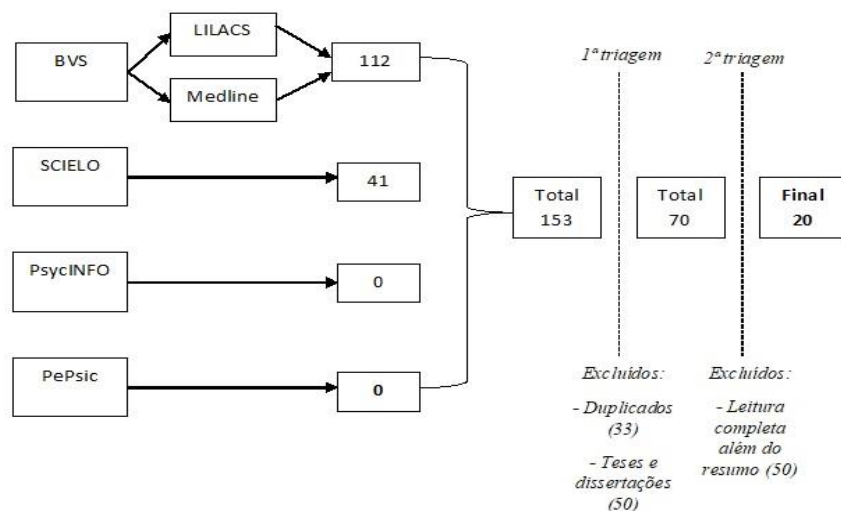 BVS
LILACS
Medline
112
SCIELO
41
PsycINFO
0
PePsic
0
Total
153
1ª triagem
Total
70
2ª triagem
Final
20
Excluídos:
- Duplicados
(33)
- Teses e
dissertações
(50)
Excluídos:
- Leitura
completa
além do
resumo (50)